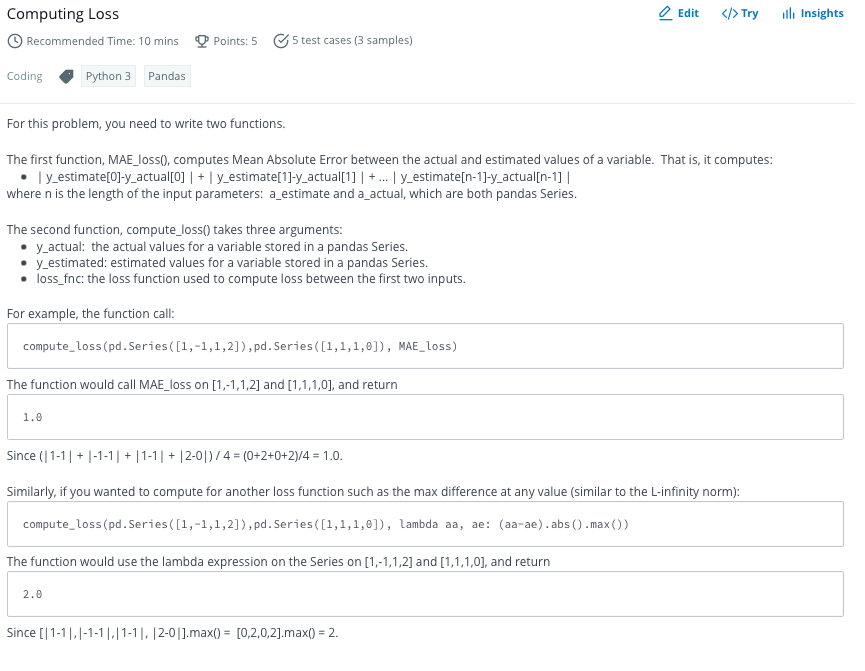 Computing Loss
Edit
</> Try
Insights
Recommended Time: 10 mins
Points: 5
5 test cases (3 samples)
Coding
Python 3
Pandas
For this problem, you need to write two functions.
The first function, MAE_loss(), computes Mean Absolute Error between the actual and estimated values of a variable.  That is, it computes:
• | y_estimate[0]-y_actual[0] | + | y_estimate[1]-y_actual[1] | + ... | y_estimate[n-1]-y_actual[n-1] |
where n is the length of the input parameters:  a_estimate and a_actual, which are both pandas Series.
The second function, compute_loss() takes three arguments:
• y_actual:  the actual values for a variable stored in a pandas Series.
• y_estimated: estimated values for a variable stored in a pandas Series.
• loss_fnc: the loss function used to compute loss between the first two inputs.
For example, the function call:
compute_loss(pd.Series([1,-1,1,2]),pd.Series([1,1,1,0]), MAE_loss)
The function would call MAE_loss on [1,-1,1,2] and [1,1,1,0], and return
1.0
Since (|1-1| + |-1-1| + |1-1| + |2-0|) / 4 = (0+2+0+2)/4 = 1.0.
Similarly, if you wanted to compute for another loss function such as the max difference at any value (similar to the L-infinity norm):
compute_loss(pd.Series([1,-1,1,2]),pd.Series([1,1,1,0]), lambda aa, ae: (aa-ae).abs().max())
The function would use the lambda expression on the Series on [1,-1,1,2] and [1,1,1,0], and return
2.0
Since [|1-1|,|-1-1|,|1-1|, |2-0|].max() =  [0,2,0,2].max() = 2.